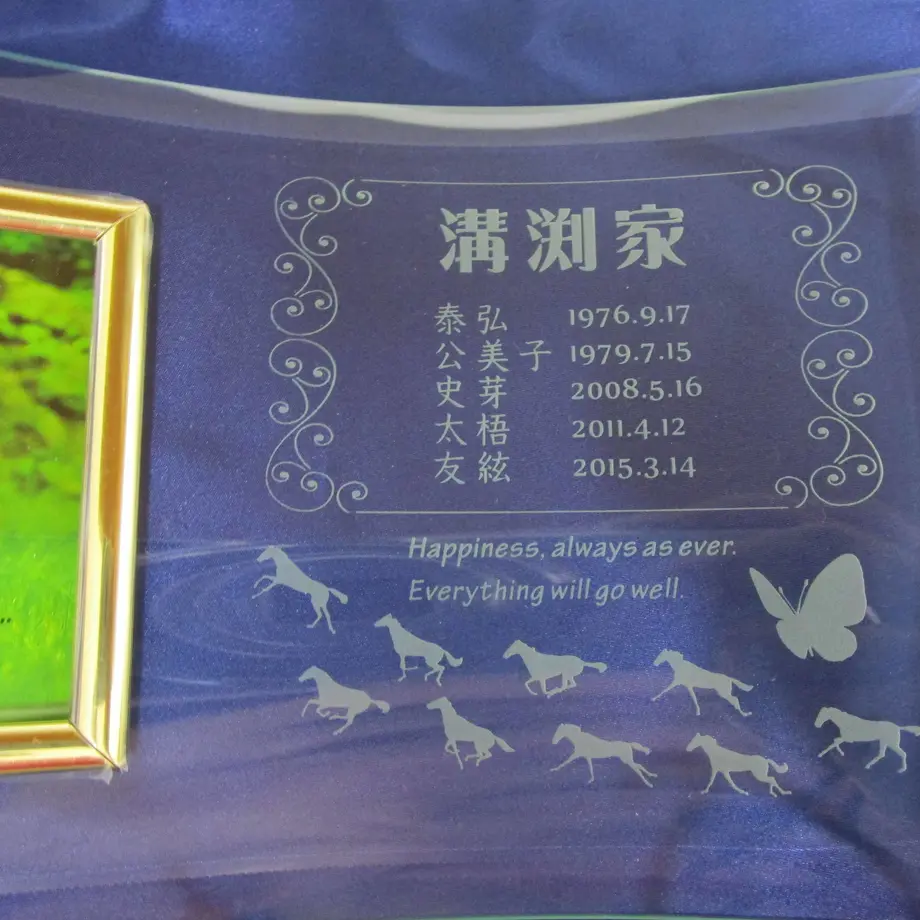 溝渕家
泰弘 1976.9.17
公美子 1979.7.15
史芽 2008.5.16
太梧 2011.4.12
友絃 2015.3.14
Happiness, always as ever.
Everything will go well.